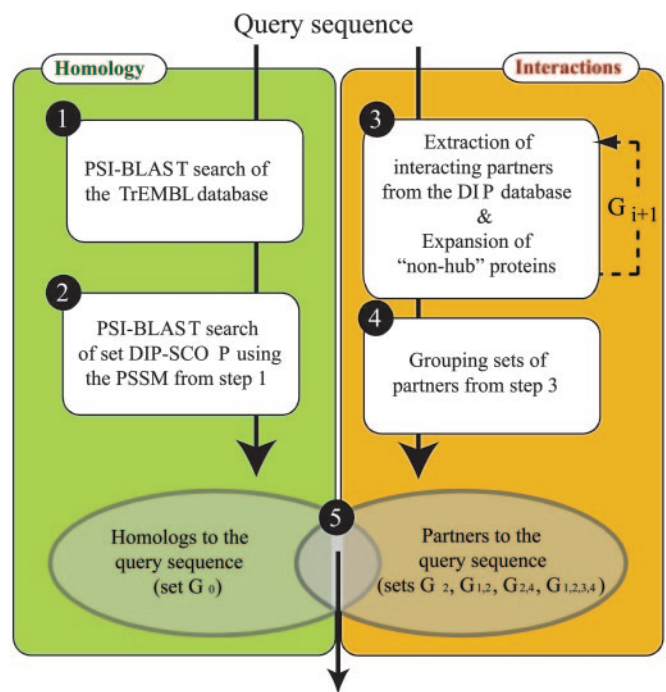 Query sequence
Homology
Interactions
1
PSI-BLAST search of
the TrEMBL database
2
PSI-BLAST search
of set DIP-SCO P using
the PSSM from step 1
3
Extraction of
interacting partners
from the DIP database
&
Expansion of
“non-hub” proteins
G i+1
4
Grouping sets of
partners from step 3
5
Homologs to the
query sequence
(set G 0)
Partners to the
query sequence
(sets G 2, G1,2, G2,4, G1,2,3,4)